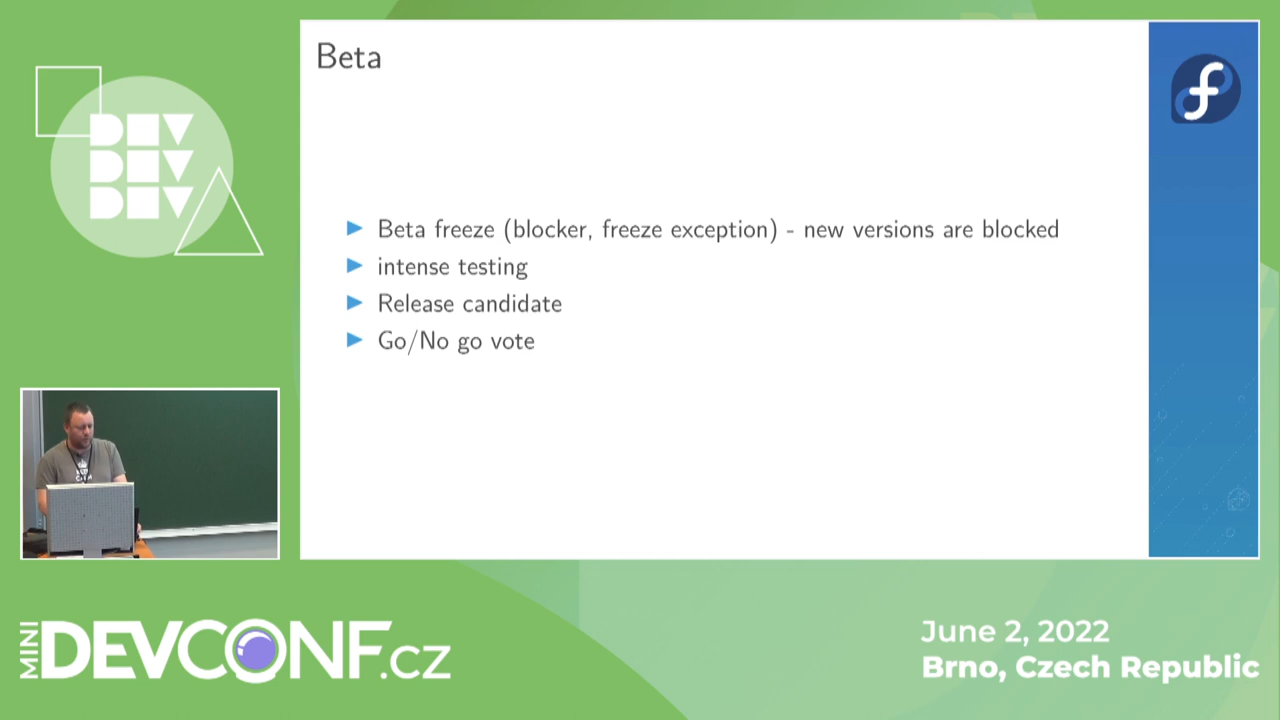 DEV
DEV
DEV
Beta
Beta freeze (blocker, freeze exception) - new versions are blocked
intense testing
Release candidate
Go/No go vote
MINI
DEVCONF.CZ
June 2, 2022
Brno, Czech Republic